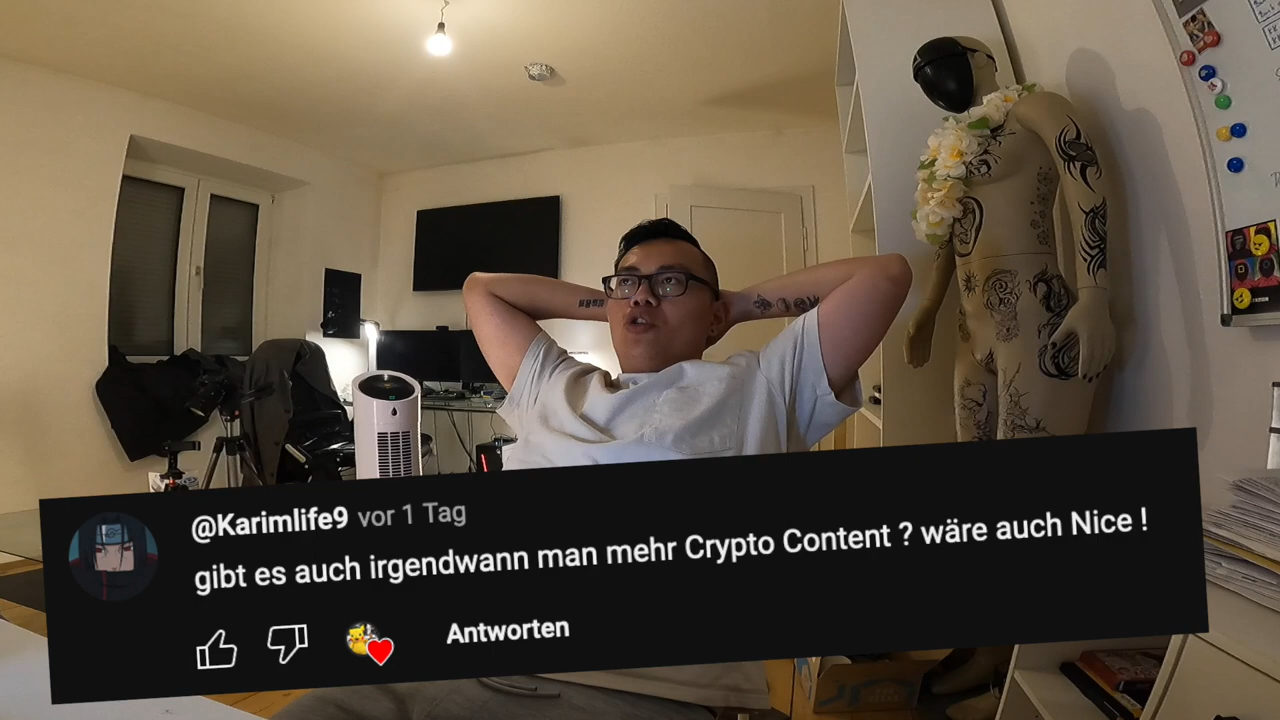 @Karimlife9 vor 1 Tag
gibt es auch irgendwann man mehr Crypto Content ? wäre auch Nice !
Antworten